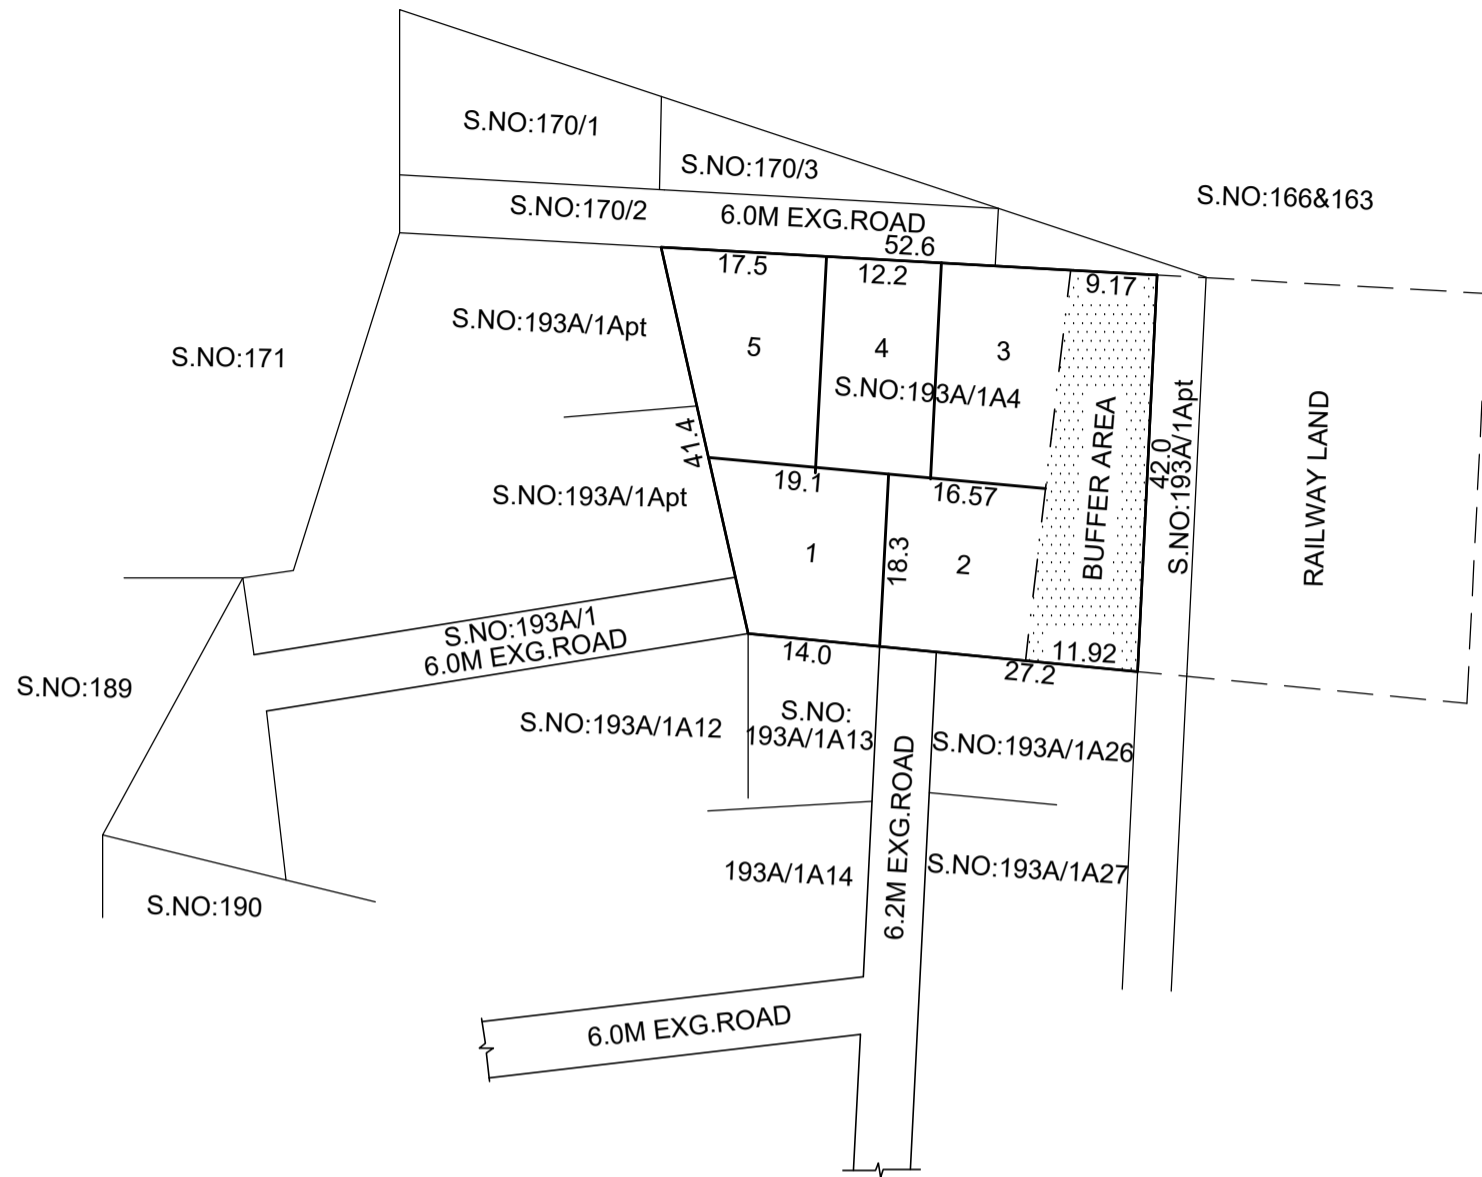 S.NO:170/1
S.NO:170/3
S.NO:166&163
S.NO:170/2
6.0M EXG.ROAD
52.6
17.5
12.2
9.17
S.NO:193A/1Apt
S.NO:171
5
4
3
S.NO:193A/1A4
41.4
BUFFER AREA
42.0
S.NO:193A/1Apt
RAILWAY LAND
19.1
16.57
S.NO:193A/1Apt
1
18.3
2
S.NO:193A/1
6.0M EXG.ROAD
14.0
11.92
27.2
S.NO:189
S.NO:193A/1A12
S.NO:
193A/1A13
S.NO:193A/1A26
6.2M EXG.ROAD
193A/1A14
S.NO:193A/1A27
S.NO:190
6.0M EXG.ROAD